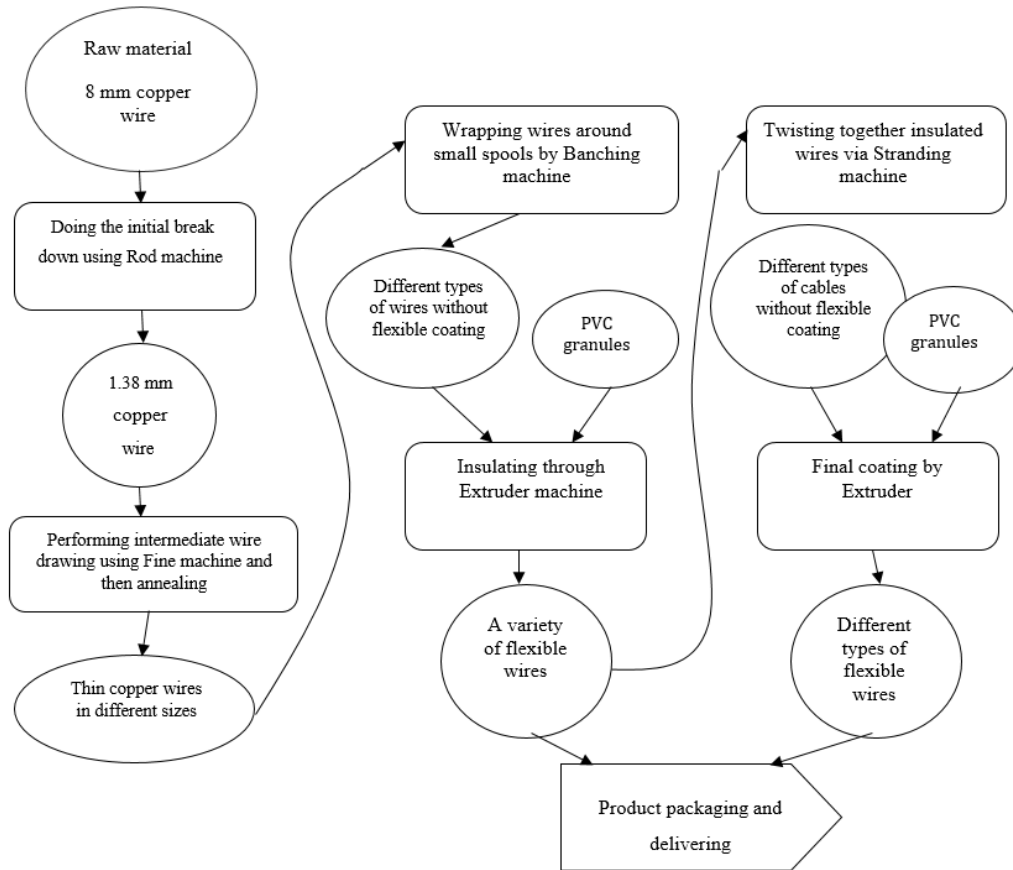 Raw material
8 mm copper
wire
Doing the initial break
down using Rod machine
1.38 mm
copper
wire
Performing intermediate wire
drawing using Fine machine and
then annealing
Thin copper wires
in different sizes
Wrapping wires around
small spools by Banching
machine
Different types
of wires without
flexible coating
PVC
granules
Insulating through
Extruder machine
A variety
of flexible
wires
Twisting together insulated
wires via Stranding
machine
Different types
of cables
without flexible
coating
PVC
granules
Final coating by
Extruder
Different
types of
flexible
wires
Product packaging and
delivering